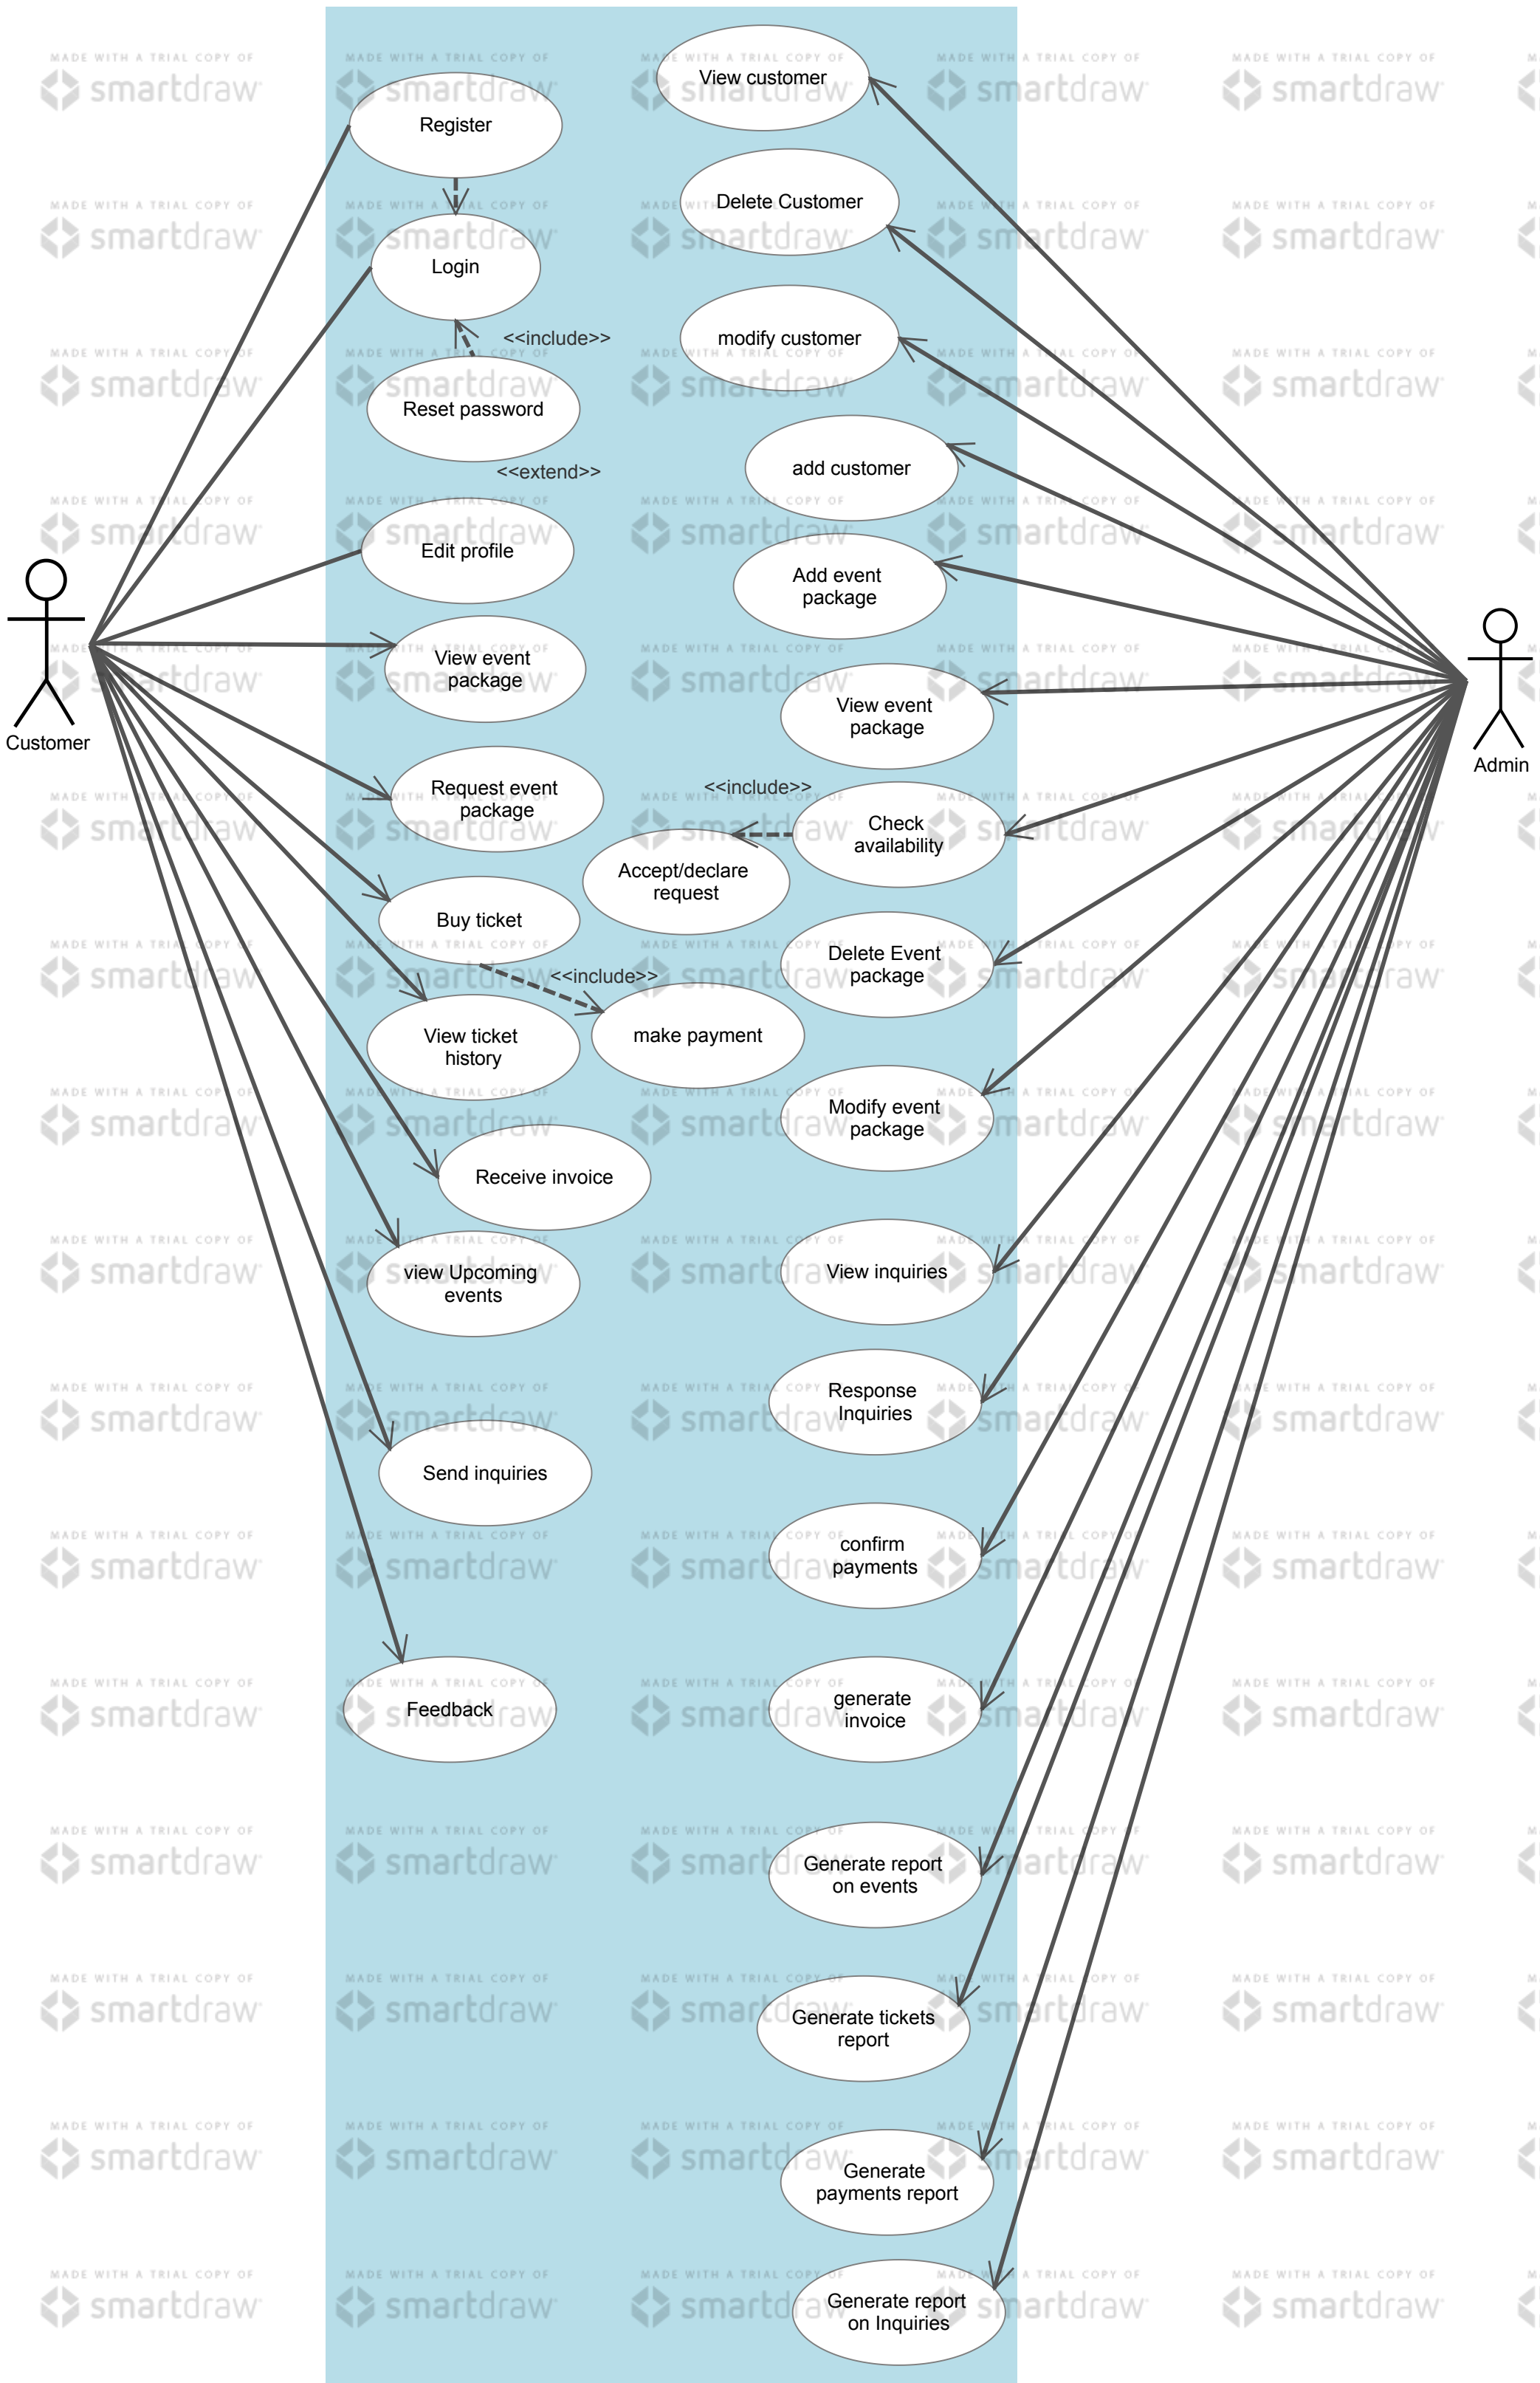 View customer
Register
Delete Customer
Login
<<include>>
modify customer
Reset password
<<extend>>
add customer
Edit profile
Add event
package
View event
package
View event
package
Customer
Admin
Request event
package
<<include>>
Check
availability
Accept/declare
request
Buy ticket
Delete Event
package
<<include>>
View ticket
history
make payment
Modify event
package
Receive invoice
view Upcoming
events
View inquiries
Response
Inquiries
Send inquiries
confirm
payments
Feedback
generate
invoice
Generate report
on events
Generate tickets
report
Generate
payments report
Generate report
on Inquiries
MADE WITH A TRIAL COPY OF
smartdraw